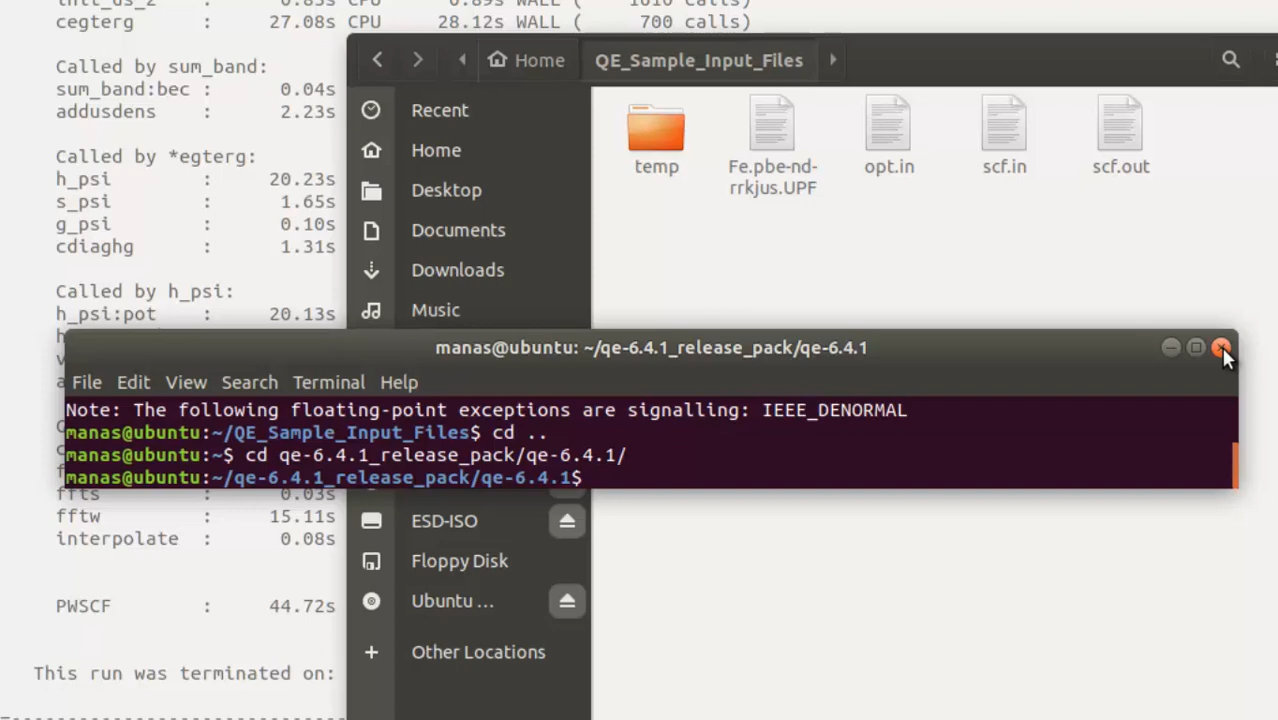 cegterg : 27.08s CPU 28.12s WALL ( 700 calls)
Called by sum_band:
sum_band:bec : 0.04s
addusdens : 2.23s
Called by *egterg:
h_psi : 20.23s
s_psi : 1.65s
g_psi : 0.10s
cdiaghg : 1.31s
Called by h_psi:
h_psi:pot : 20.13s
Home
QE_Sample_Input_Files
Recent
Home
Desktop
Documents
Downloads
Music
temp
Fe.pbe-nd-
rrkjus.UPF
opt.in
scf.in
scf.out
manas@ubuntu: ~/qe-6.4.1_release_pack/qe-6.4.1
File Edit View Search Terminal Help
Note: The following floating-point exceptions are signalling: IEEE_DENORMAL
manas@ubuntu:~/QE_Sample_Input_Files$ cd ..
manas@ubuntu:~$ cd qe-6.4.1_release_pack/qe-6.4.1/
manas@ubuntu:~/qe-6.4.1_release_pack/qe-6.4.1$
ffts : 0.03s
fftw : 15.11s
interpolate : 0.08s
PWSCF : 44.72s
This run was terminated on:
ESD-ISO
Floppy Disk
Ubuntu ...
Other Locations